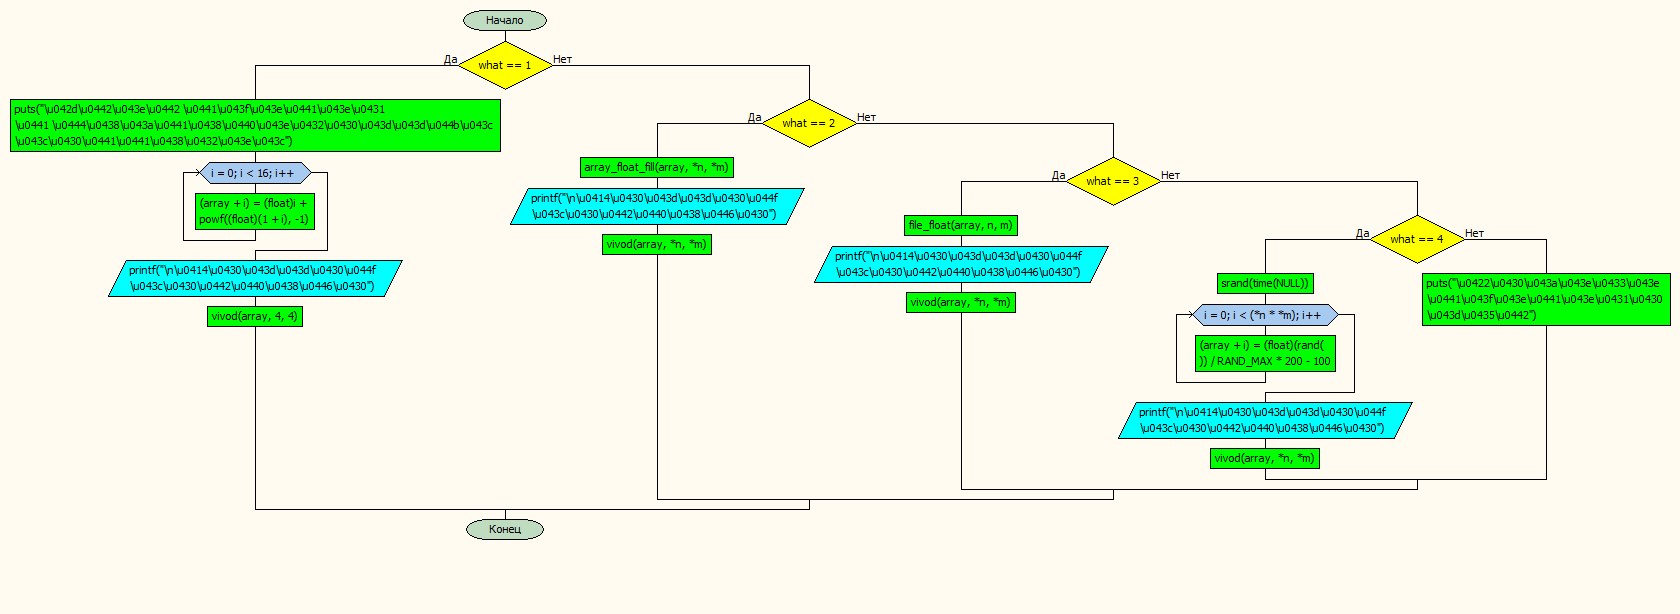 Начало
Да
what == 1
Нет
puts("\u042d\u0442\u043e\u0442 \u0441\u043f\u043e\u0441\u043e\u0431
\u0441 \u0444\u0438\u043a\u0441\u0438\u0440\u043e\u0432\u0430\u043d\u043d\u044b\u043c
\u043c\u0430\u0441\u0441\u0438\u0432\u043e\u043c")
i = 0; i < 16; i++
(array + i) = (float)i +
powf((float)(1 + i), -1)
printf("\n\u0414\u0430\u043d\u043d\u0430\u044f
\u043c\u0430\u0442\u0440\u0438\u0446\u0430")
vivod(array, 4, 4)
Да
what == 2
Нет
array_float_fill(array, *n, *m)
printf("\n\u0414\u0430\u043d\u043d\u0430\u044f
\u043c\u0430\u0442\u0440\u0438\u0446\u0430")
vivod(array, *n, *m)
Да
what == 3
Нет
file_float(array, n, m)
printf("\n\u0414\u0430\u043d\u043d\u0430\u044f
\u043c\u0430\u0442\u0440\u0438\u0446\u0430")
vivod(array, *n, *m)
Да
what == 4
Нет
srand(time(NULL))
i = 0; i < (*n * *m); i++
(array + i) = (float)(rand(
)) / RAND_MAX * 200 - 100
printf("\n\u0414\u0430\u043d\u043d\u0430\u044f
\u043c\u0430\u0442\u0440\u0438\u0446\u0430")
vivod(array, *n, *m)
puts("\u0422\u0430\u043a\u043e\u0433\u043e
\u0441\u043f\u043e\u0441\u043e\u0431\u0430
\u043d\u0435\u0442")
Конец